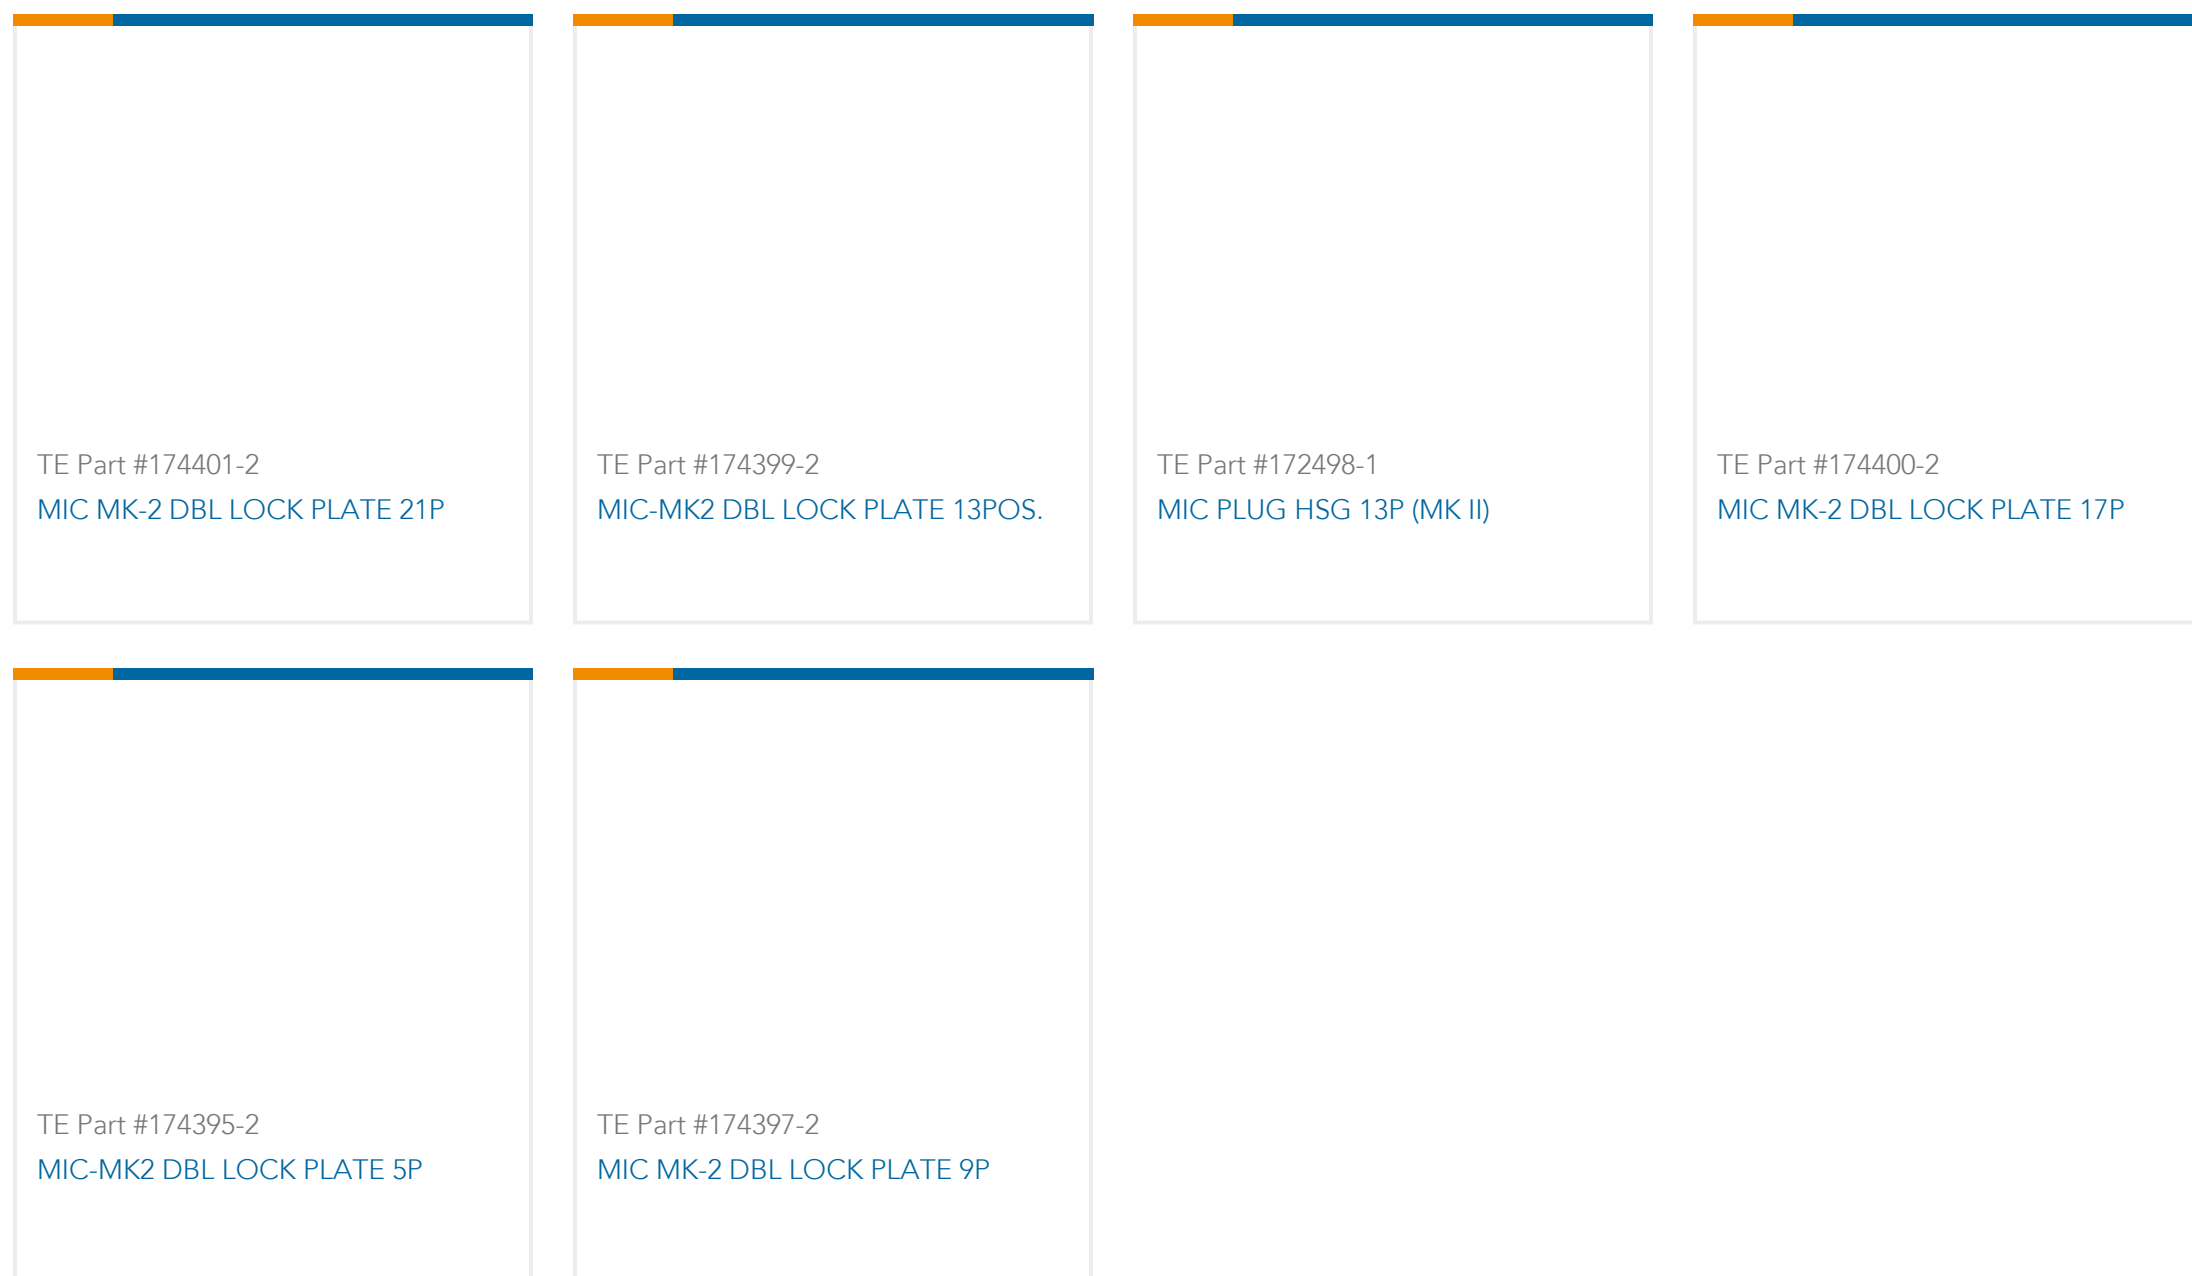 TE Part #174401-2
MIC MK-2 DBL LOCK PLATE 21P
TE Part #174399-2
MIC-MK2 DBL LOCK PLATE 13POS.
TE Part #172498-1
MIC PLUG HSG 13P (MK II)
TE Part #174400-2
MIC MK-2 DBL LOCK PLATE 17P
TE Part #174395-2
MIC-MK2 DBL LOCK PLATE 5P
TE Part #174397-2
MIC MK-2 DBL LOCK PLATE 9P